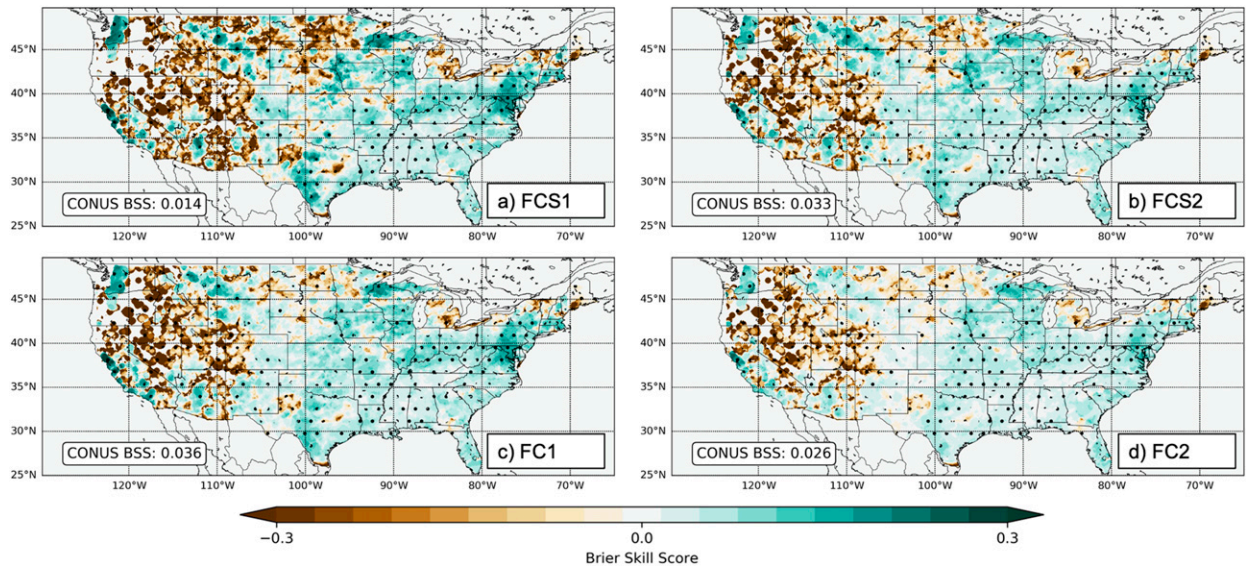 45°N
40°N
35°N
30°N
25°N
120°W
110°W
100°W
90°W
80°W
70°W
CONUS BSS: 0.014
a) FCS1
45°N
40°N
35°N
30°N
25°N
120°W
110°W
100°W
90°W
80°W
70°W
CONUS BSS: 0.033
b) FCS2
45°N
40°N
35°N
30°N
25°N
120°W
110°W
100°W
90°W
80°W
70°W
CONUS BSS: 0.036
c) FC1
45°N
40°N
35°N
30°N
25°N
120°W
110°W
100°W
90°W
80°W
70°W
CONUS BSS: 0.026
d) FC2
−0.3 0.0 0.3
Brier Skill Score